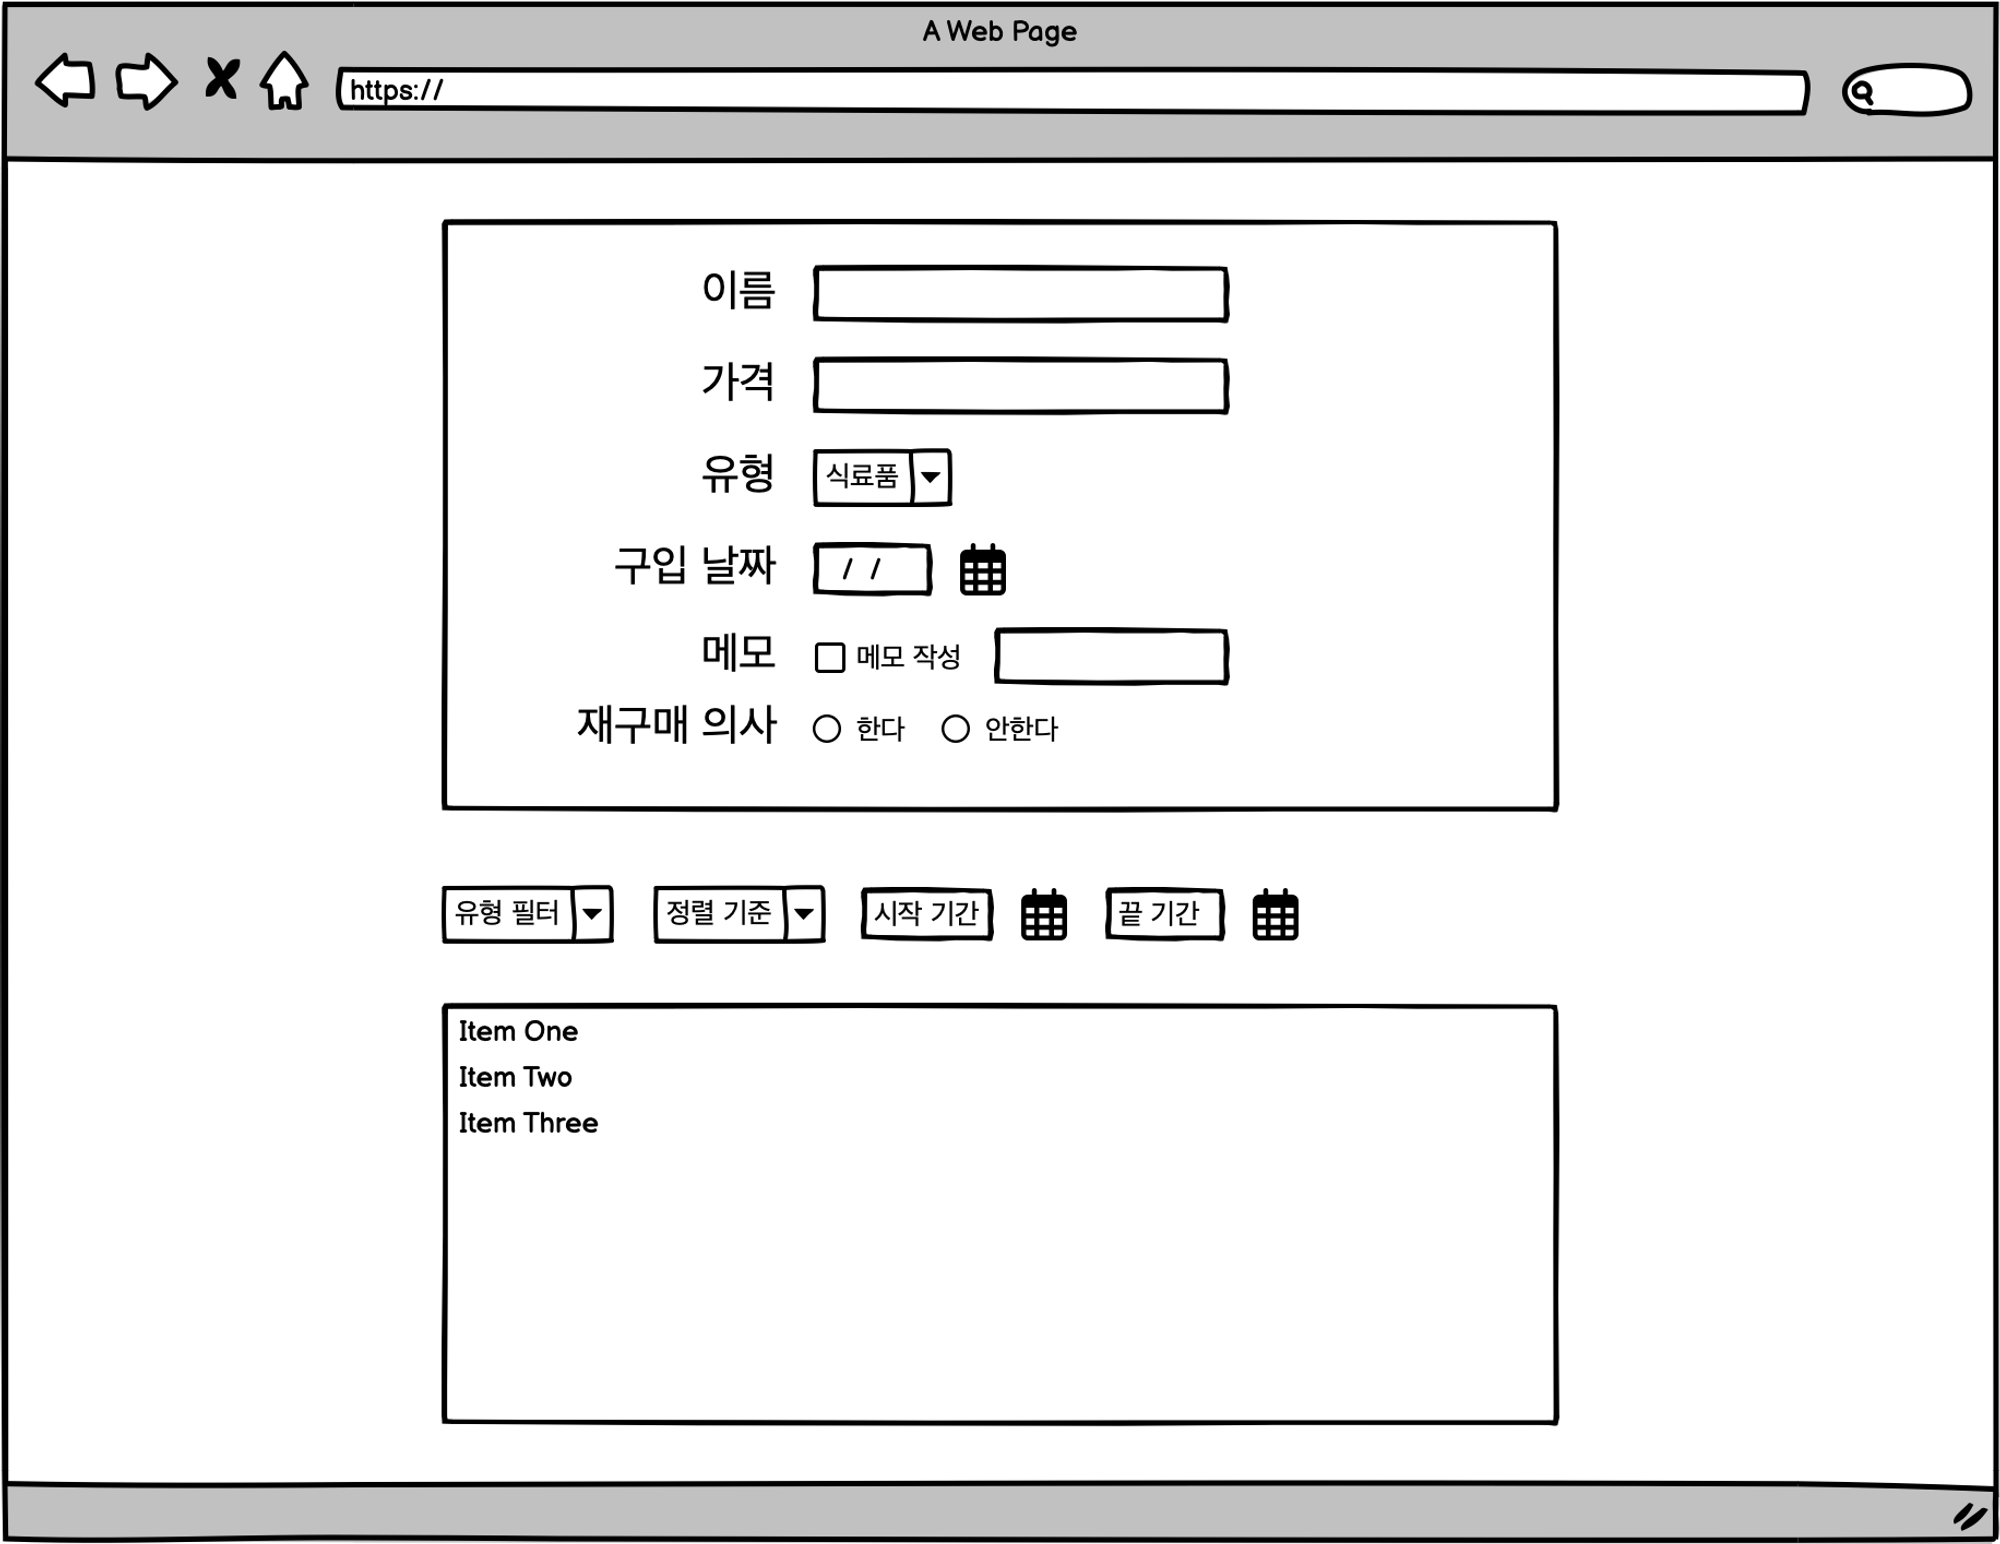 A Web Page
https://
이름
가격
유형 식료품
구입 날짜 / /
메모 메모 작성
재구매 의사 한다 안한다
유형 필터 정렬 기준 시작 기간 끝 기간
Item One
Item Two
Item Three